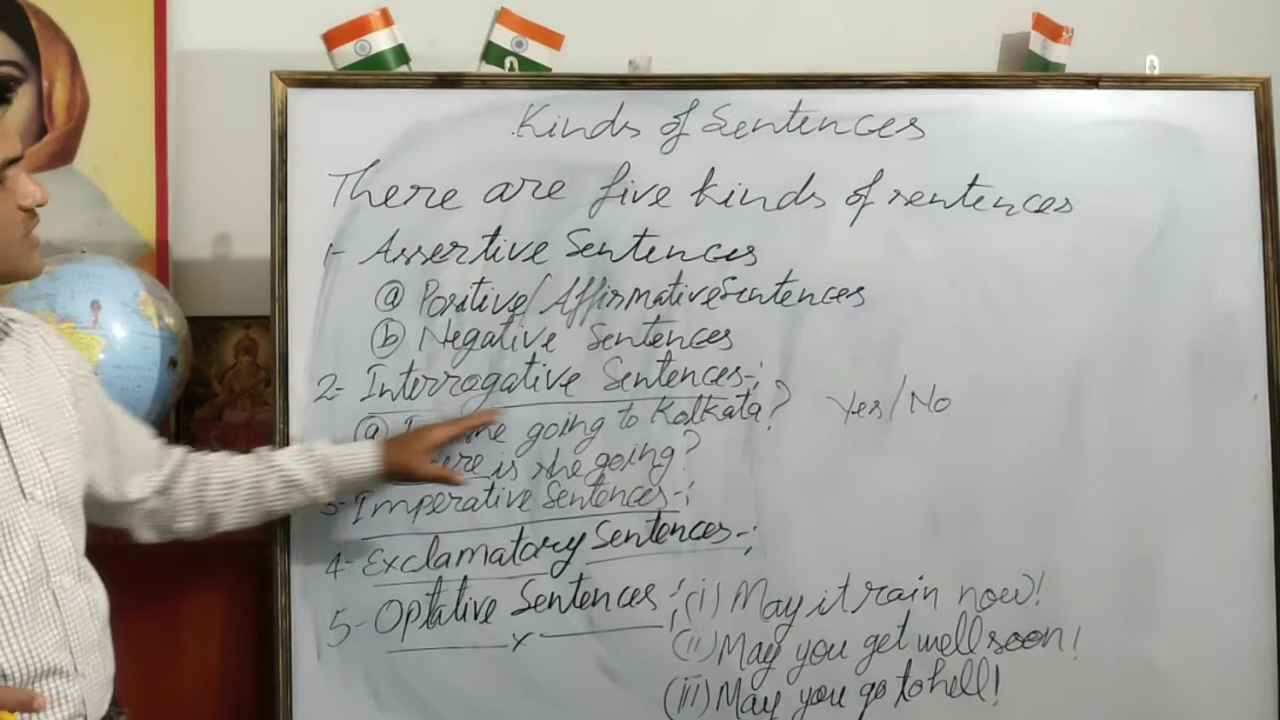 Kinds of Sentences
There are five kinds of sentences
1- Assertive Sentences
(a) Positive/Affirmative Sentences
(b) Negative Sentences
2- Interrogative Sentences-:
(a) going to Kolkata? Yes/No
is she going?
3- Imperative Sentences-:
4- Exclamatory Sentences-:
5- Optative Sentences-: (i) May it rain now!
x
(ii) May you get well soon!
(iii) May you go to hell!